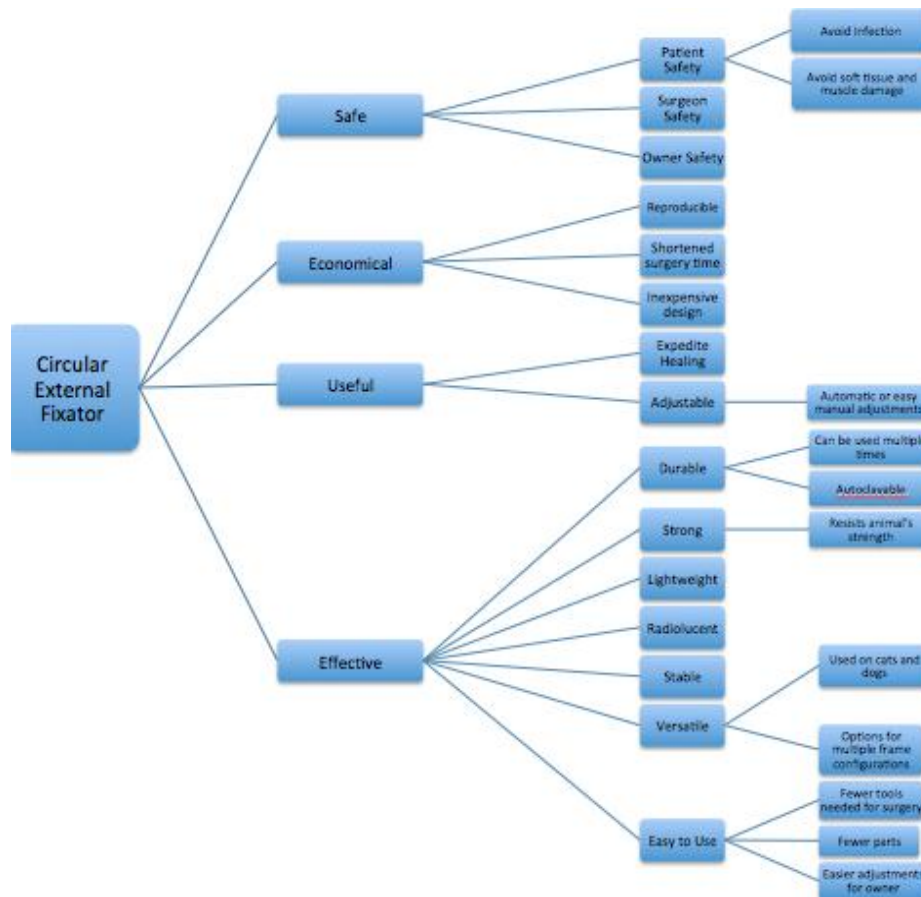 Avoid Infection
Patient
Safety
Avoid soft tissue and
muscle damage
Safe
Surgeon
Safety
Owner Safety
Reproducible
Economical
Shortened
surgery time
Inexpensive
design
Circular
External
Fixator
Expedite
Healing
Useful
Adjustable
Automatic or easy
manual adjustments
Can be used multiple
times
Durable
Autoclavable
Strong
Resists animal's
strength
Lightweight
Radiolucent
Effective
Stable
Used on cats and
dogs
Versatile
Options for
multiple frame
configurations
Fewer tools
needed for surgery
Easy to Use
Fewer parts
Easier adjustments
for owner